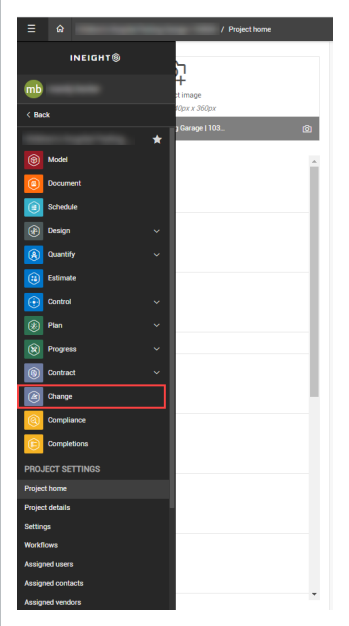 / Project home
INEIGHT
mb
< Back
ct image
40px x 360px
g Garage | 103...
Model
Document
Schedule
Design
Quantify
Estimate
Control
Plan
Progress
Contract
Change
Compliance
Completions
PROJECT SETTINGS
Project home
Project details
Settings
Workflows
Assigned users
Assigned contacts
Assigned vendors